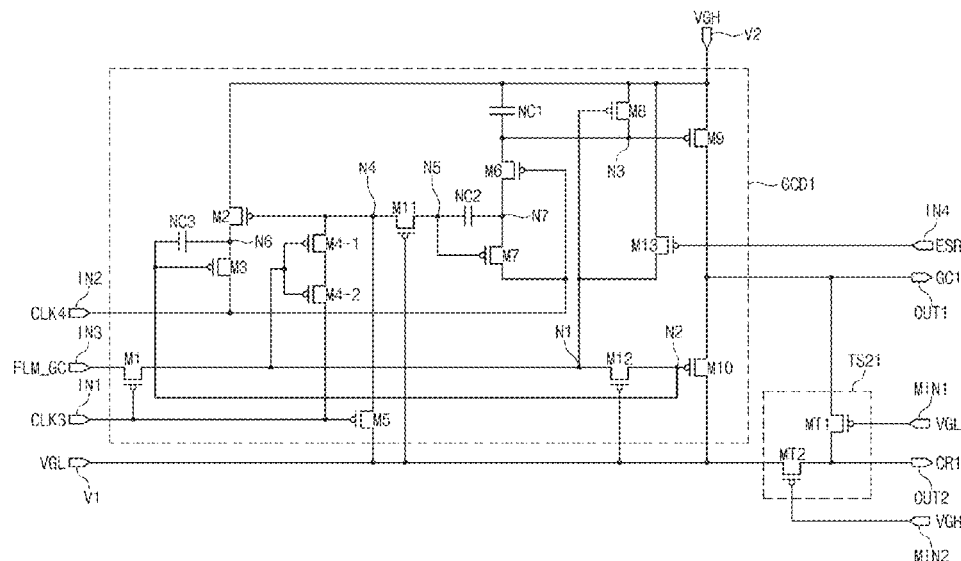 VGH
V2
NC1
M8
M9
N3
N4
N5
M6
GCD1
NC3
M2
M11
NC2
N7
IN4
N6
M4-1
M13
ESR
IN2
M3
M7
M4-2
GC1
CLK4
IN3
OUT1
N1
N2
FLM_GC
M1
M12
M10
TS21
IN1
MIN1
CLK3
M5
MT1
VGL
VGL
MT2
CR1
V1
OUT2
VGH
MIN2